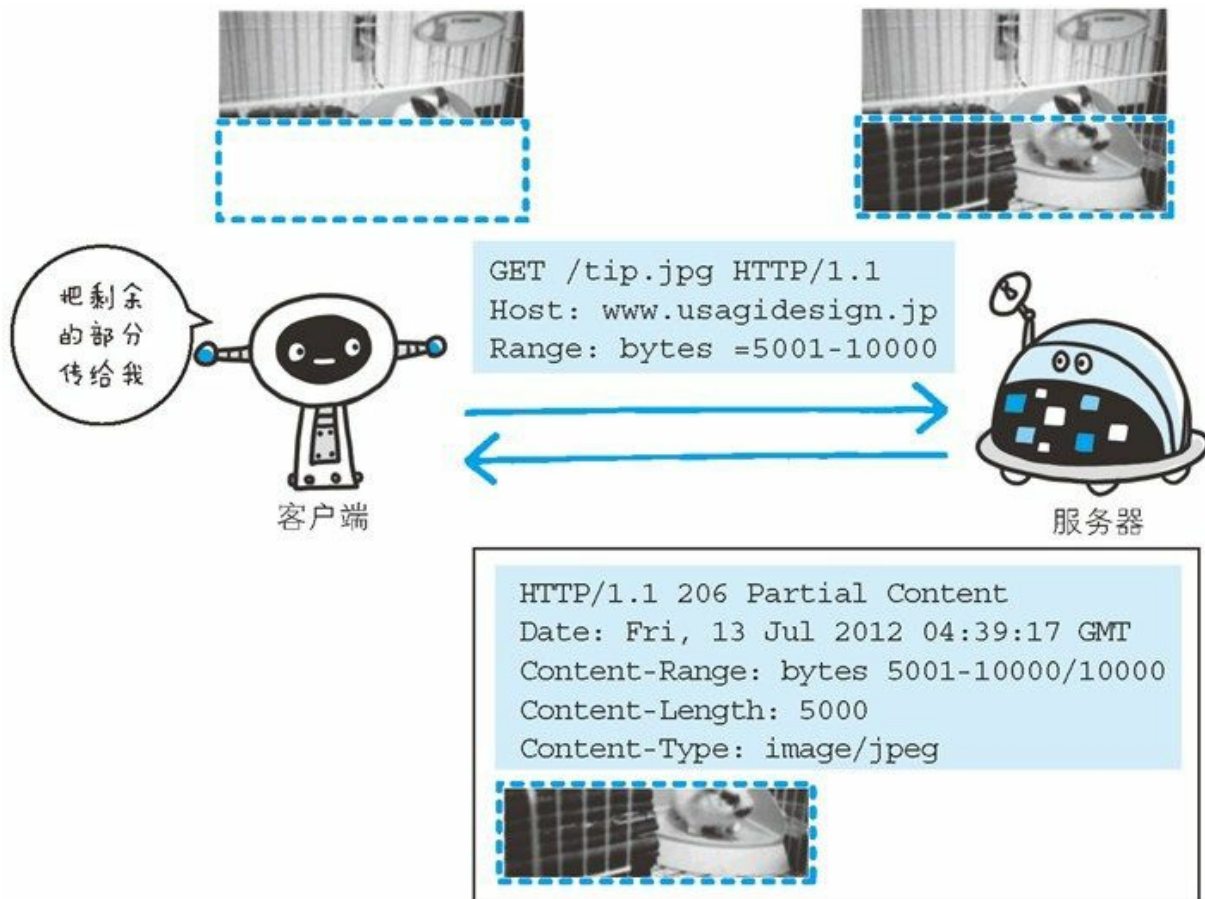 GET /tip.jpg HTTP/1.1
Host: www.usagidesign.jp
Range: bytes =5001-10000
把剩余
的部分
传给我
客户端
服务器
HTTP/1.1 206 Partial Content
Date: Fri, 13 Jul 2012 04:39:17 GMT
Content-Range: bytes 5001-10000/10000
Content-Length: 5000
Content-Type: image/jpeg